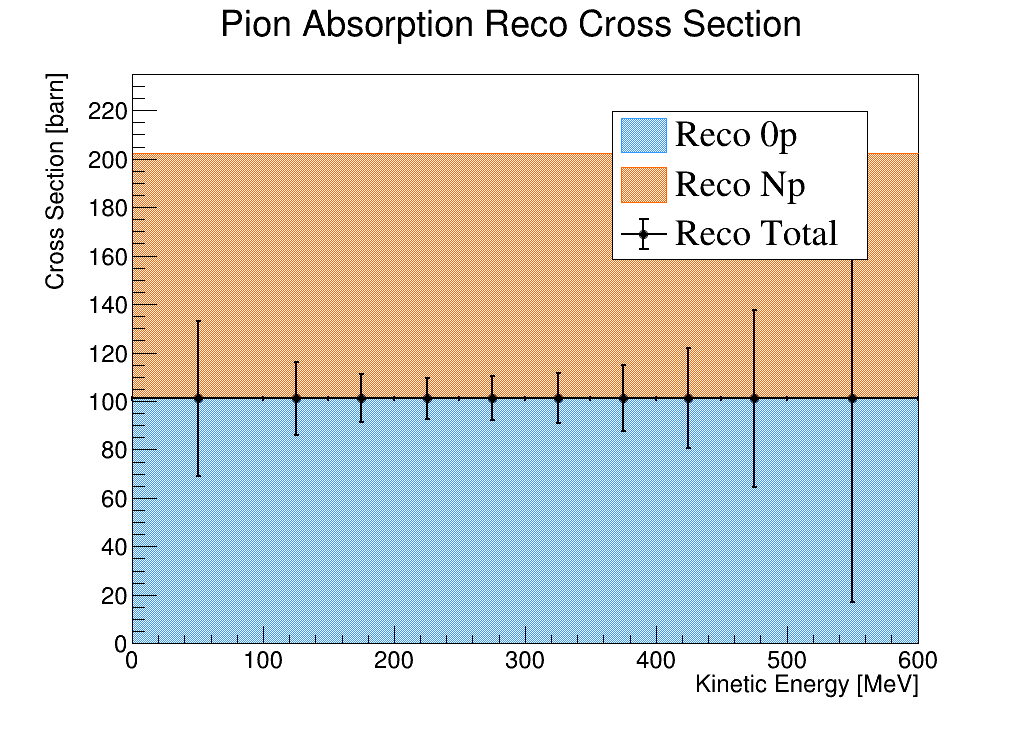 Pion Absorption Reco Cross Section
Cross Section [barn]
220
200
180
160
140
120
100
80
60
40
20
0
Reco 0p
Reco Np
Reco Total
0 100 200 300 400 500 600
Kinetic Energy [MeV]